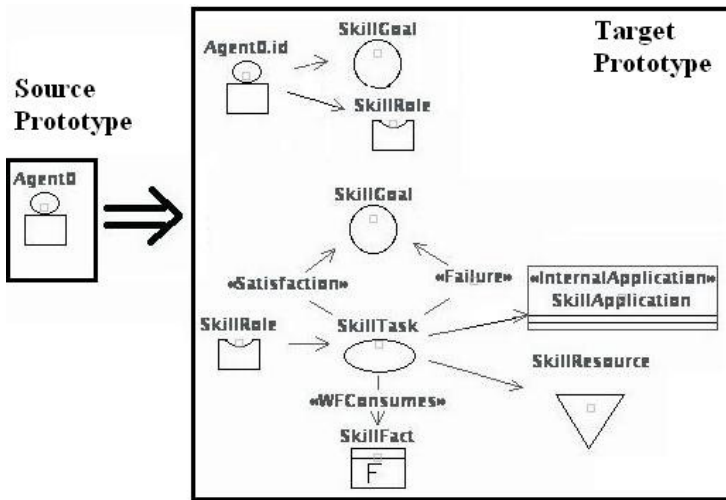 Source
Prototype
Agent0
Target
Prototype
Agent0.id
SkillGoal
SkillRole
SkillGoal
«Satisfaction»
«Failure»
«InternalApplication»
SkillApplication
SkillRole
SkillTask
SkillResource
«WFConsumes»
SkillFact
F